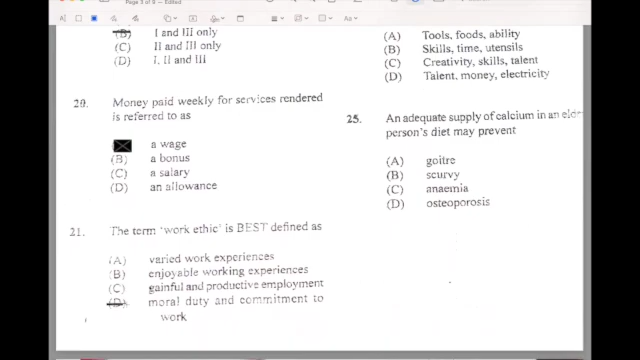 Page 3 of 9 – Edited
(B) I and III only
(C) II and III only
(D) I, II and III
20. Money paid weekly for services rendered
is referred to as
a wage
(B) a bonus
(C) a salary
(D) an allowance
21. The term 'work ethic' is BEST defined as
(A) varied work experiences
(B) enjoyable working experiences
(C) gainful and productive employment
(D) moral duty and commitment to
work
(A) Tools, foods, ability
(B) Skills, time, utensils
(C) Creativity, skills, talent
(D) Talent, money, electricity
25. An adequate supply of calcium in an elde
person's diet may prevent
(A) goitre
(B) scurvy
(C) anaemia
(D) osteoporosis